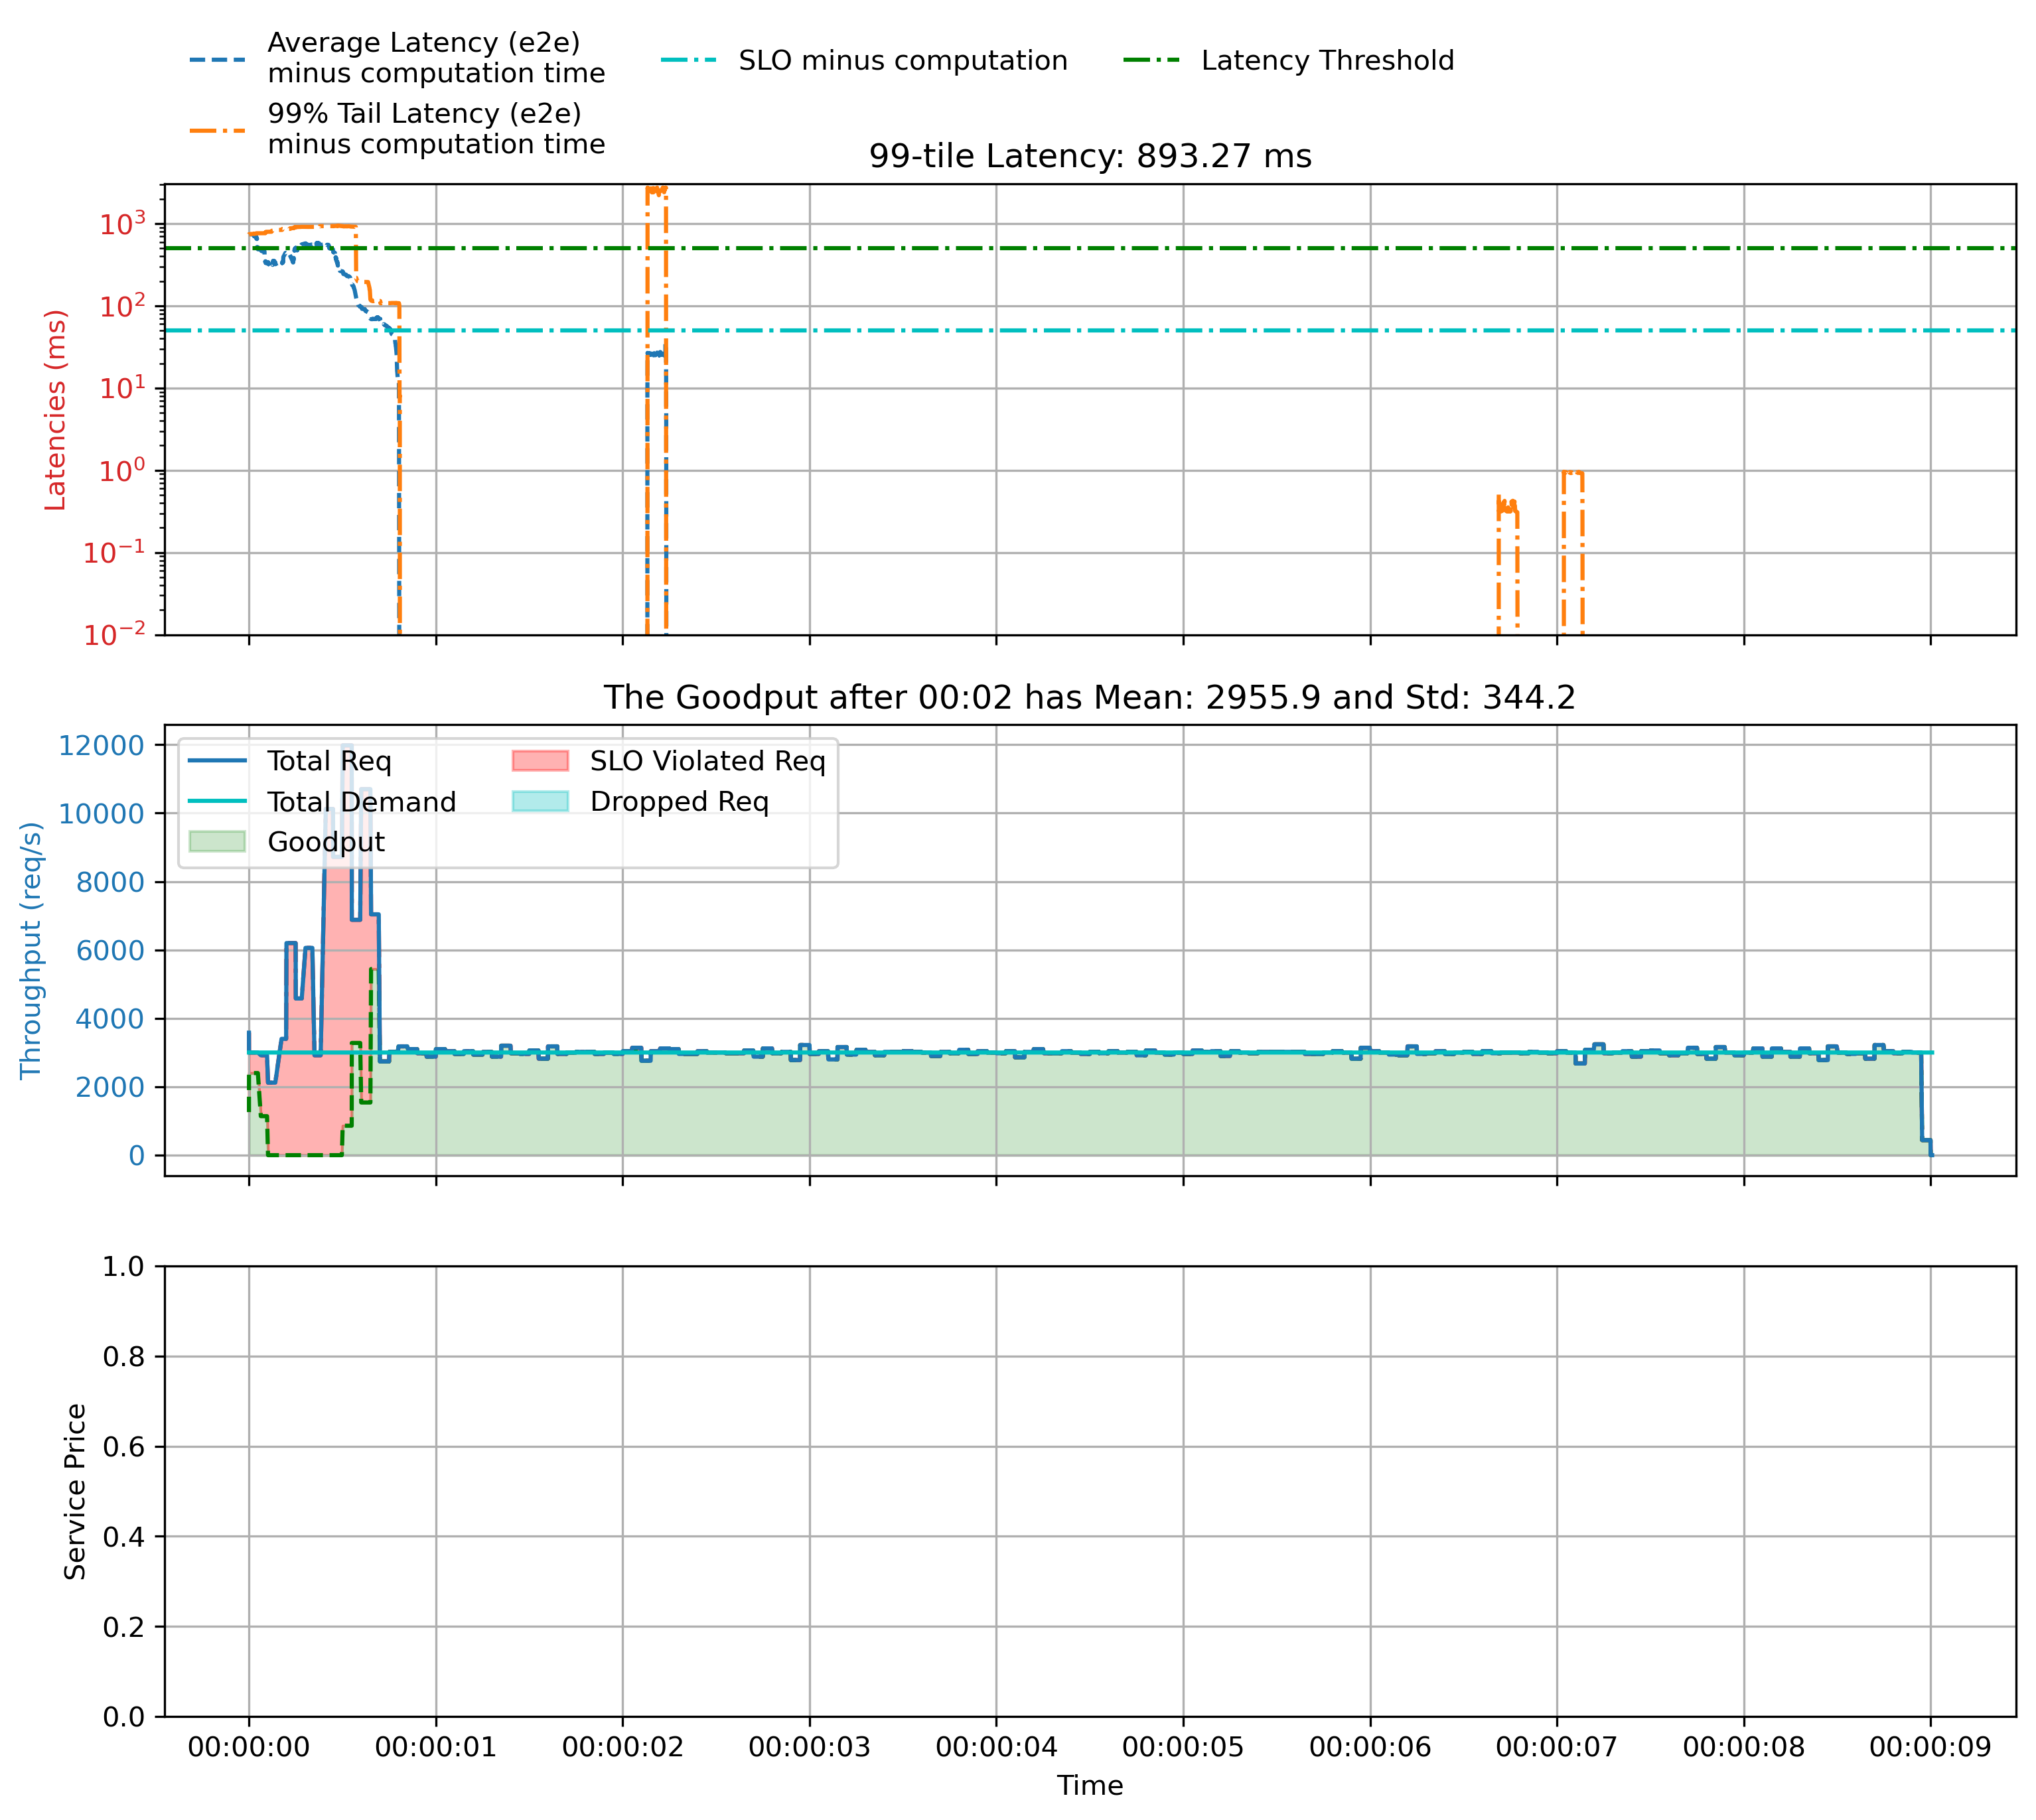 Average Latency (e2e)
minus computation time
99% Tail Latency (e2e)
minus computation time
SLO minus computation
Latency Threshold
99-tile Latency: 893.27 ms
10³
10²
10¹
10⁰
10⁻¹
10⁻²
Latencies (ms)
The Goodput after 00:02 has Mean: 2955.9 and Std: 344.2
12000
10000
8000
6000
4000
2000
0
Throughput (req/s)
Total Req
Total Demand
Goodput
SLO Violated Req
Dropped Req
1.0
0.8
0.6
0.4
0.2
0.0
Service Price
00:00:00 00:00:01 00:00:02 00:00:03 00:00:04 00:00:05 00:00:06 00:00:07 00:00:08 00:00:09
Time